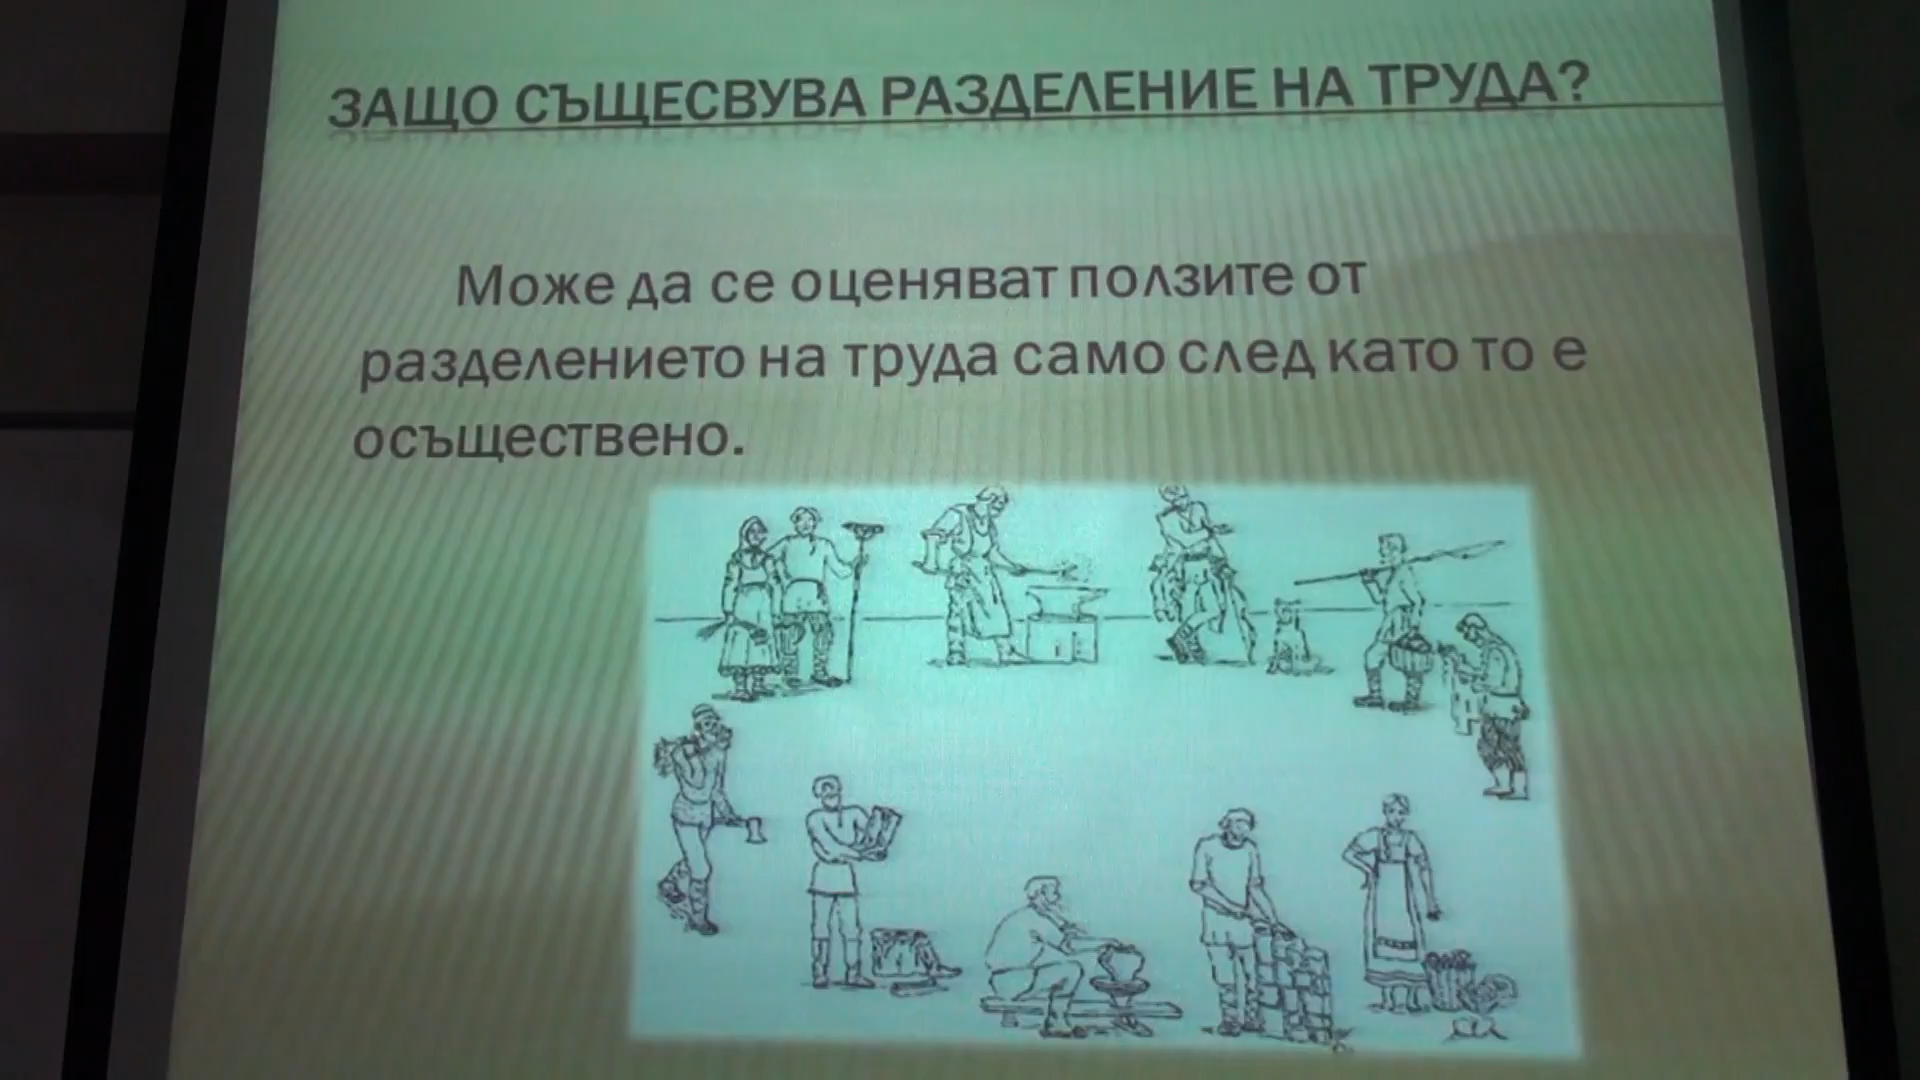 ЗАЩО СЪЩЕСВУВА РАЗДЕЛЕНИЕ НА ТРУДА?
Може да се оценяват ползите от
разделението на труда само след като то е
осъществено.